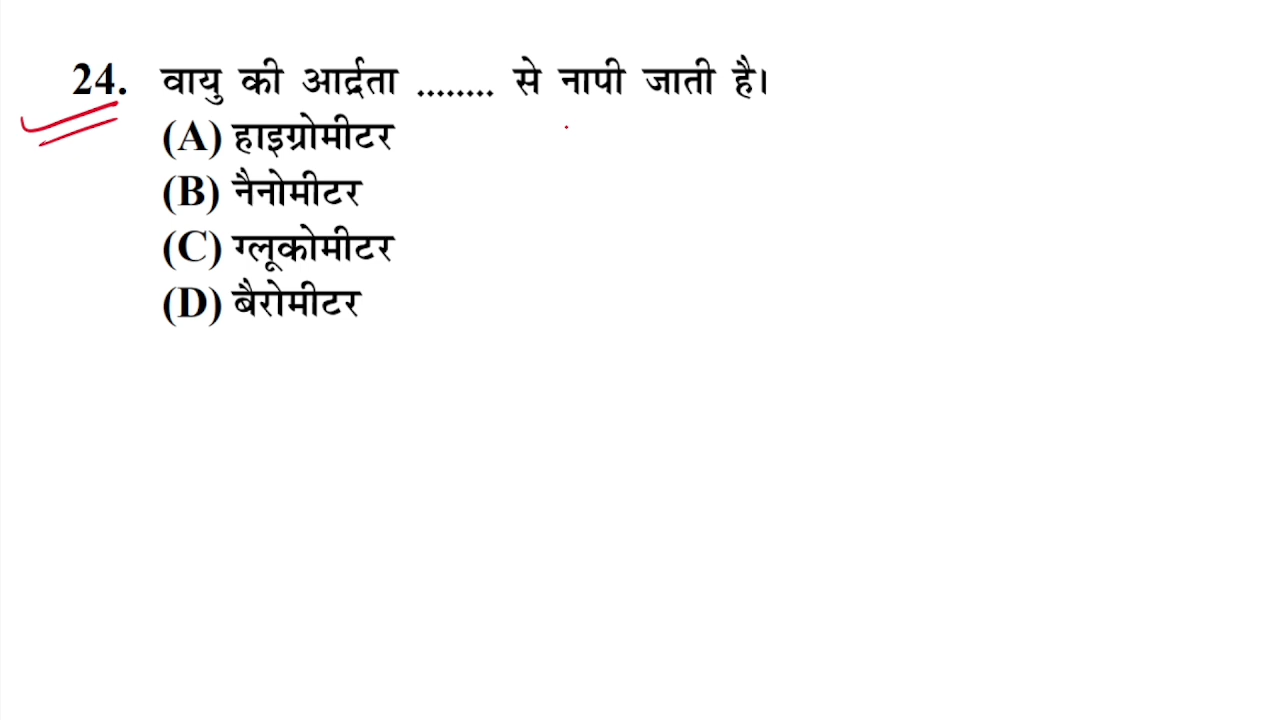 24. वायु की आर्द्रता ........ से नापी जाती है।
(A) हाइग्रोमीटर
(B) नैनोमीटर
(C) ग्लूकोमीटर
(D) बैरोमीटर